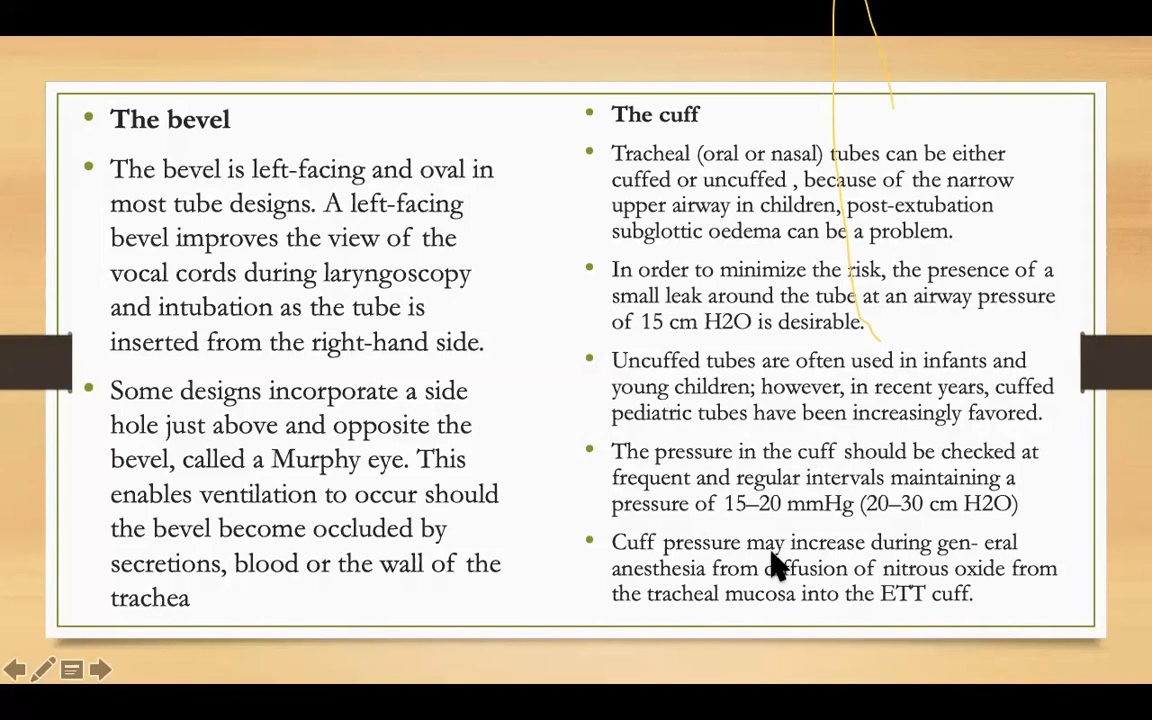 The bevel
The bevel is left-facing and oval in
most tube designs. A left-facing
bevel improves the view of the
vocal cords during laryngoscopy
and intubation as the tube is
inserted from the right-hand side.
Some designs incorporate a side
hole just above and opposite the
bevel, called a Murphy eye. This
enables ventilation to occur should
the bevel become occluded by
secretions, blood or the wall of the
trachea
The cuff
Tracheal (oral or nasal) tubes can be either
cuffed or uncuffed , because of the narrow
upper airway in children, post-extubation
subglottic oedema can be a problem.
In order to minimize the risk, the presence of a
small leak around the tube at an airway pressure
of 15 cm H2O is desirable.
Uncuffed tubes are often used in infants and
young children; however, in recent years, cuffed
pediatric tubes have been increasingly favored.
The pressure in the cuff should be checked at
frequent and regular intervals maintaining a
pressure of 15–20 mmHg (20–30 cm H2O)
Cuff pressure may increase during gen- eral
anesthesia from diffusion of nitrous oxide from
the tracheal mucosa into the ETT cuff.